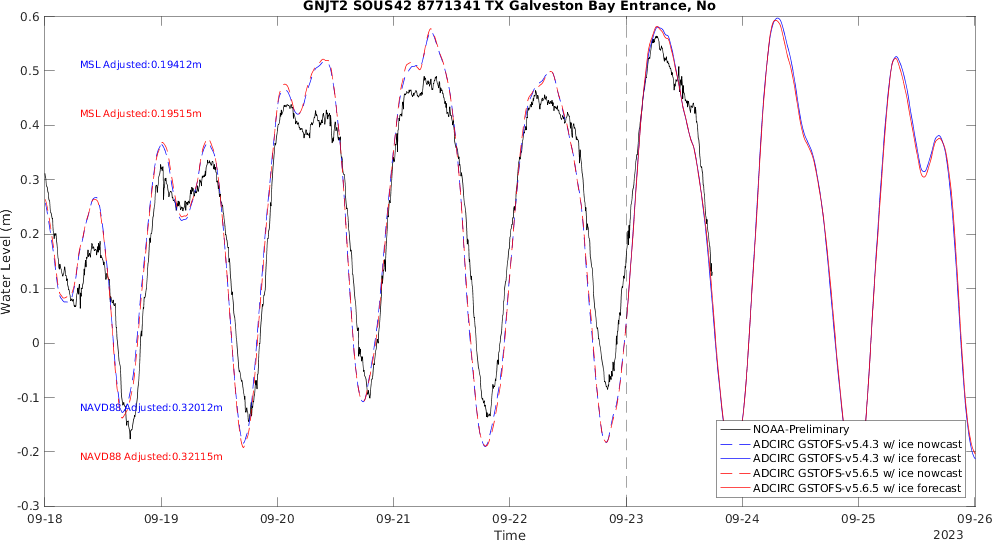 GNJT2 SOUS42 8771341 TX Galveston Bay Entrance, No
0.6
0.5
0.4
0.3
0.2
0.1
0
-0.1
-0.2
-0.3
Water Level (m)
MSL Adjusted:0.19412m
MSL Adjusted:0.19515m
NAVD88 Adjusted:0.32012m
NAVD88 Adjusted:0.32115m
NOAA-Preliminary
ADCIRC GSTOFS-v5.4.3 w/ ice nowcast
ADCIRC GSTOFS-v5.4.3 w/ ice forecast
ADCIRC GSTOFS-v5.6.5 w/ ice nowcast
ADCIRC GSTOFS-v5.6.5 w/ ice forecast
09-18 09-19 09-20 09-21 09-22 09-23 09-24 09-25 09-26
Time
2023